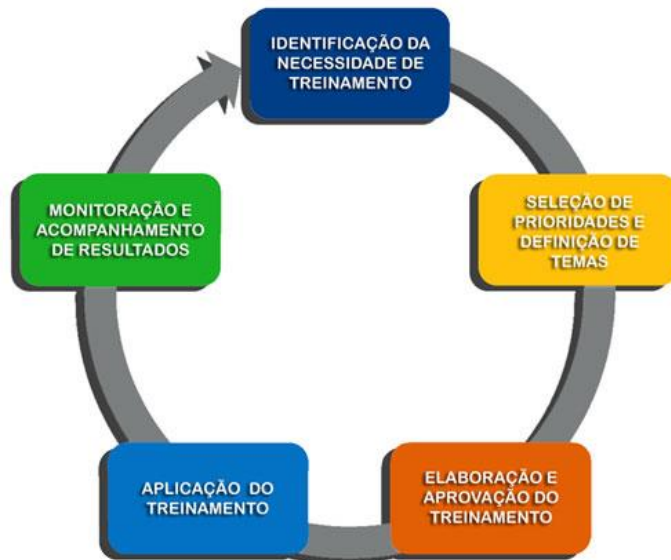 IDENTIFICAÇÃO DA
NECESSIDADE DE
TREINAMENTO
SELEÇÃO DE
PRIORIDADES E
DEFINIÇÃO DE
TEMAS
ELABORAÇÃO E
APROVAÇÃO DO
TREINAMENTO
APLICAÇÃO DO
TREINAMENTO
MONITORAÇÃO E
ACOMPANHAMENTO
DE RESULTADOS